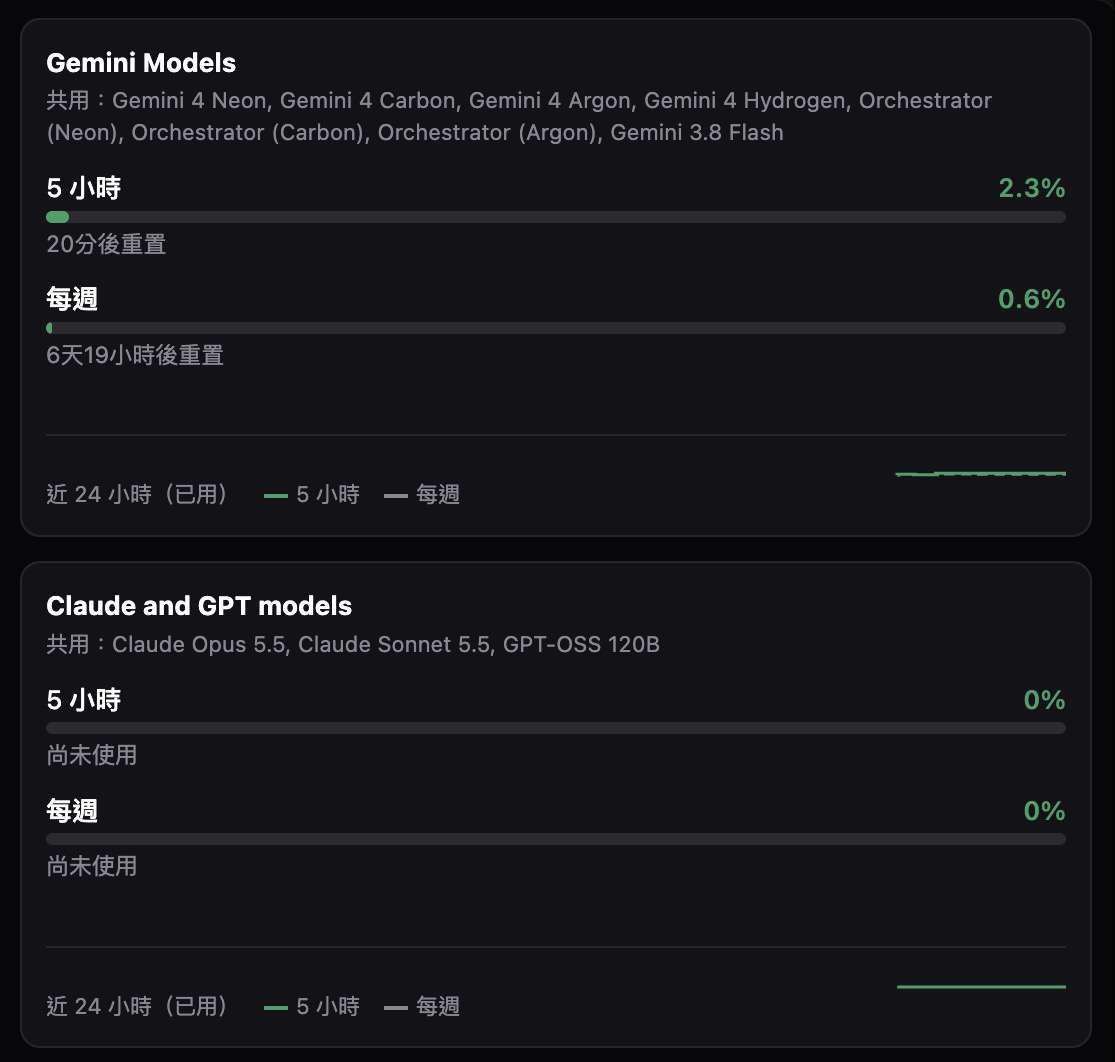 Gemini Models
共用：Gemini 4 Neon, Gemini 4 Carbon, Gemini 4 Argon, Gemini 4 Hydrogen, Orchestrator
(Neon), Orchestrator (Carbon), Orchestrator (Argon), Gemini 3.8 Flash
5 小時 2.3%
20分後重置
每週 0.6%
6天19小時後重置
近 24 小時（已用） 5 小時 每週
Claude and GPT models
共用：Claude Opus 5.5, Claude Sonnet 5.5, GPT-OSS 120B
5 小時 0%
尚未使用
每週 0%
尚未使用
近 24 小時（已用） 5 小時 每週